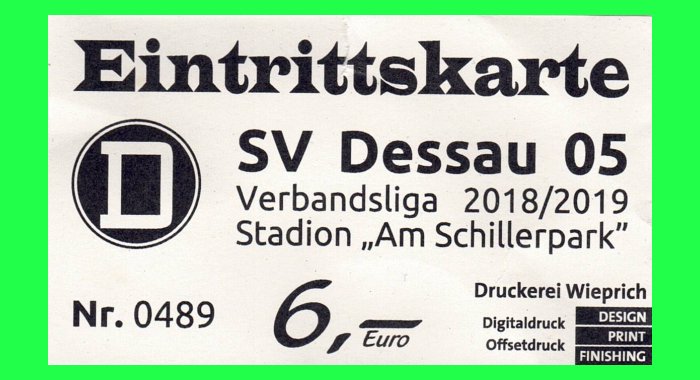 Eintrittskarte
D
SV Dessau 05
Verbandsliga 2018/2019
Stadion „Am Schillerpark”
Nr. 0489
6,- Euro
Druckerei Wieprich
Digitaldruck
Offsetdruck
DESIGN
PRINT
FINISHING